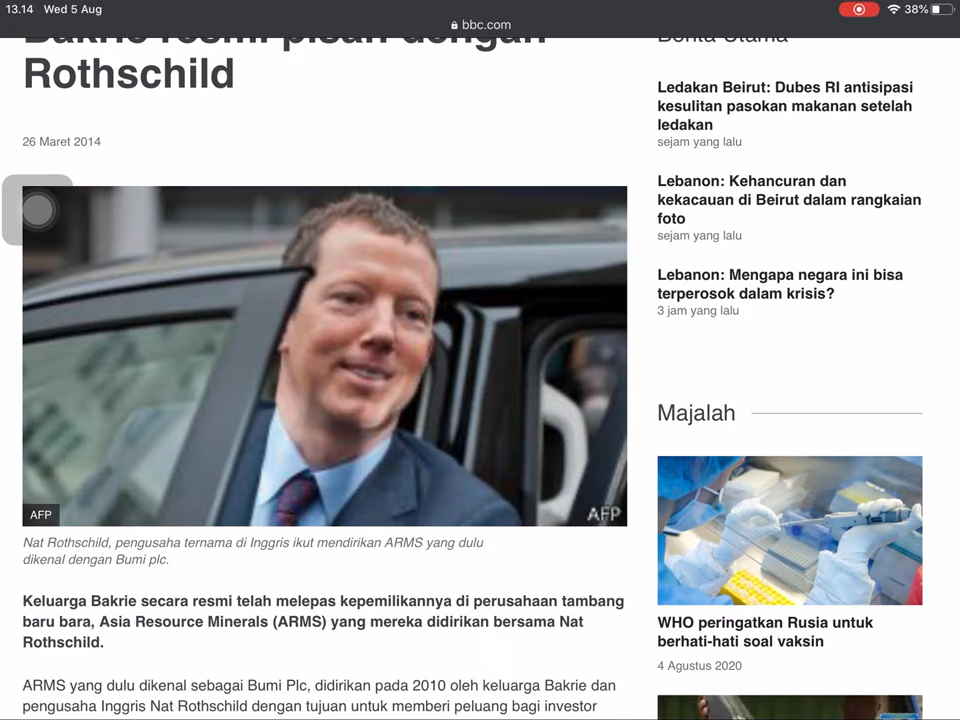 13.14 Wed 5 Aug
38%
bbc.com
Bakrie resmi pisah dengan
Rothschild
26 Maret 2014
AFP
AFP
Nat Rothschild, pengusaha ternama di Inggris ikut mendirikan ARMS yang dulu
dikenal dengan Bumi plc.
Keluarga Bakrie secara resmi telah melepas kepemilikannya di perusahaan tambang
baru bara, Asia Resource Minerals (ARMS) yang mereka didirikan bersama Nat
Rothschild.
ARMS yang dulu dikenal sebagai Bumi Plc, didirikan pada 2010 oleh keluarga Bakrie dan
pengusaha Inggris Nat Rothschild dengan tujuan untuk memberi peluang bagi investor
Berita Utama
Ledakan Beirut: Dubes RI antisipasi
kesulitan pasokan makanan setelah
ledakan
sejam yang lalu
Lebanon: Kehancuran dan
kekacauan di Beirut dalam rangkaian
foto
sejam yang lalu
Lebanon: Mengapa negara ini bisa
terperosok dalam krisis?
3 jam yang lalu
Majalah
WHO peringatkan Rusia untuk
berhati-hati soal vaksin
4 Agustus 2020